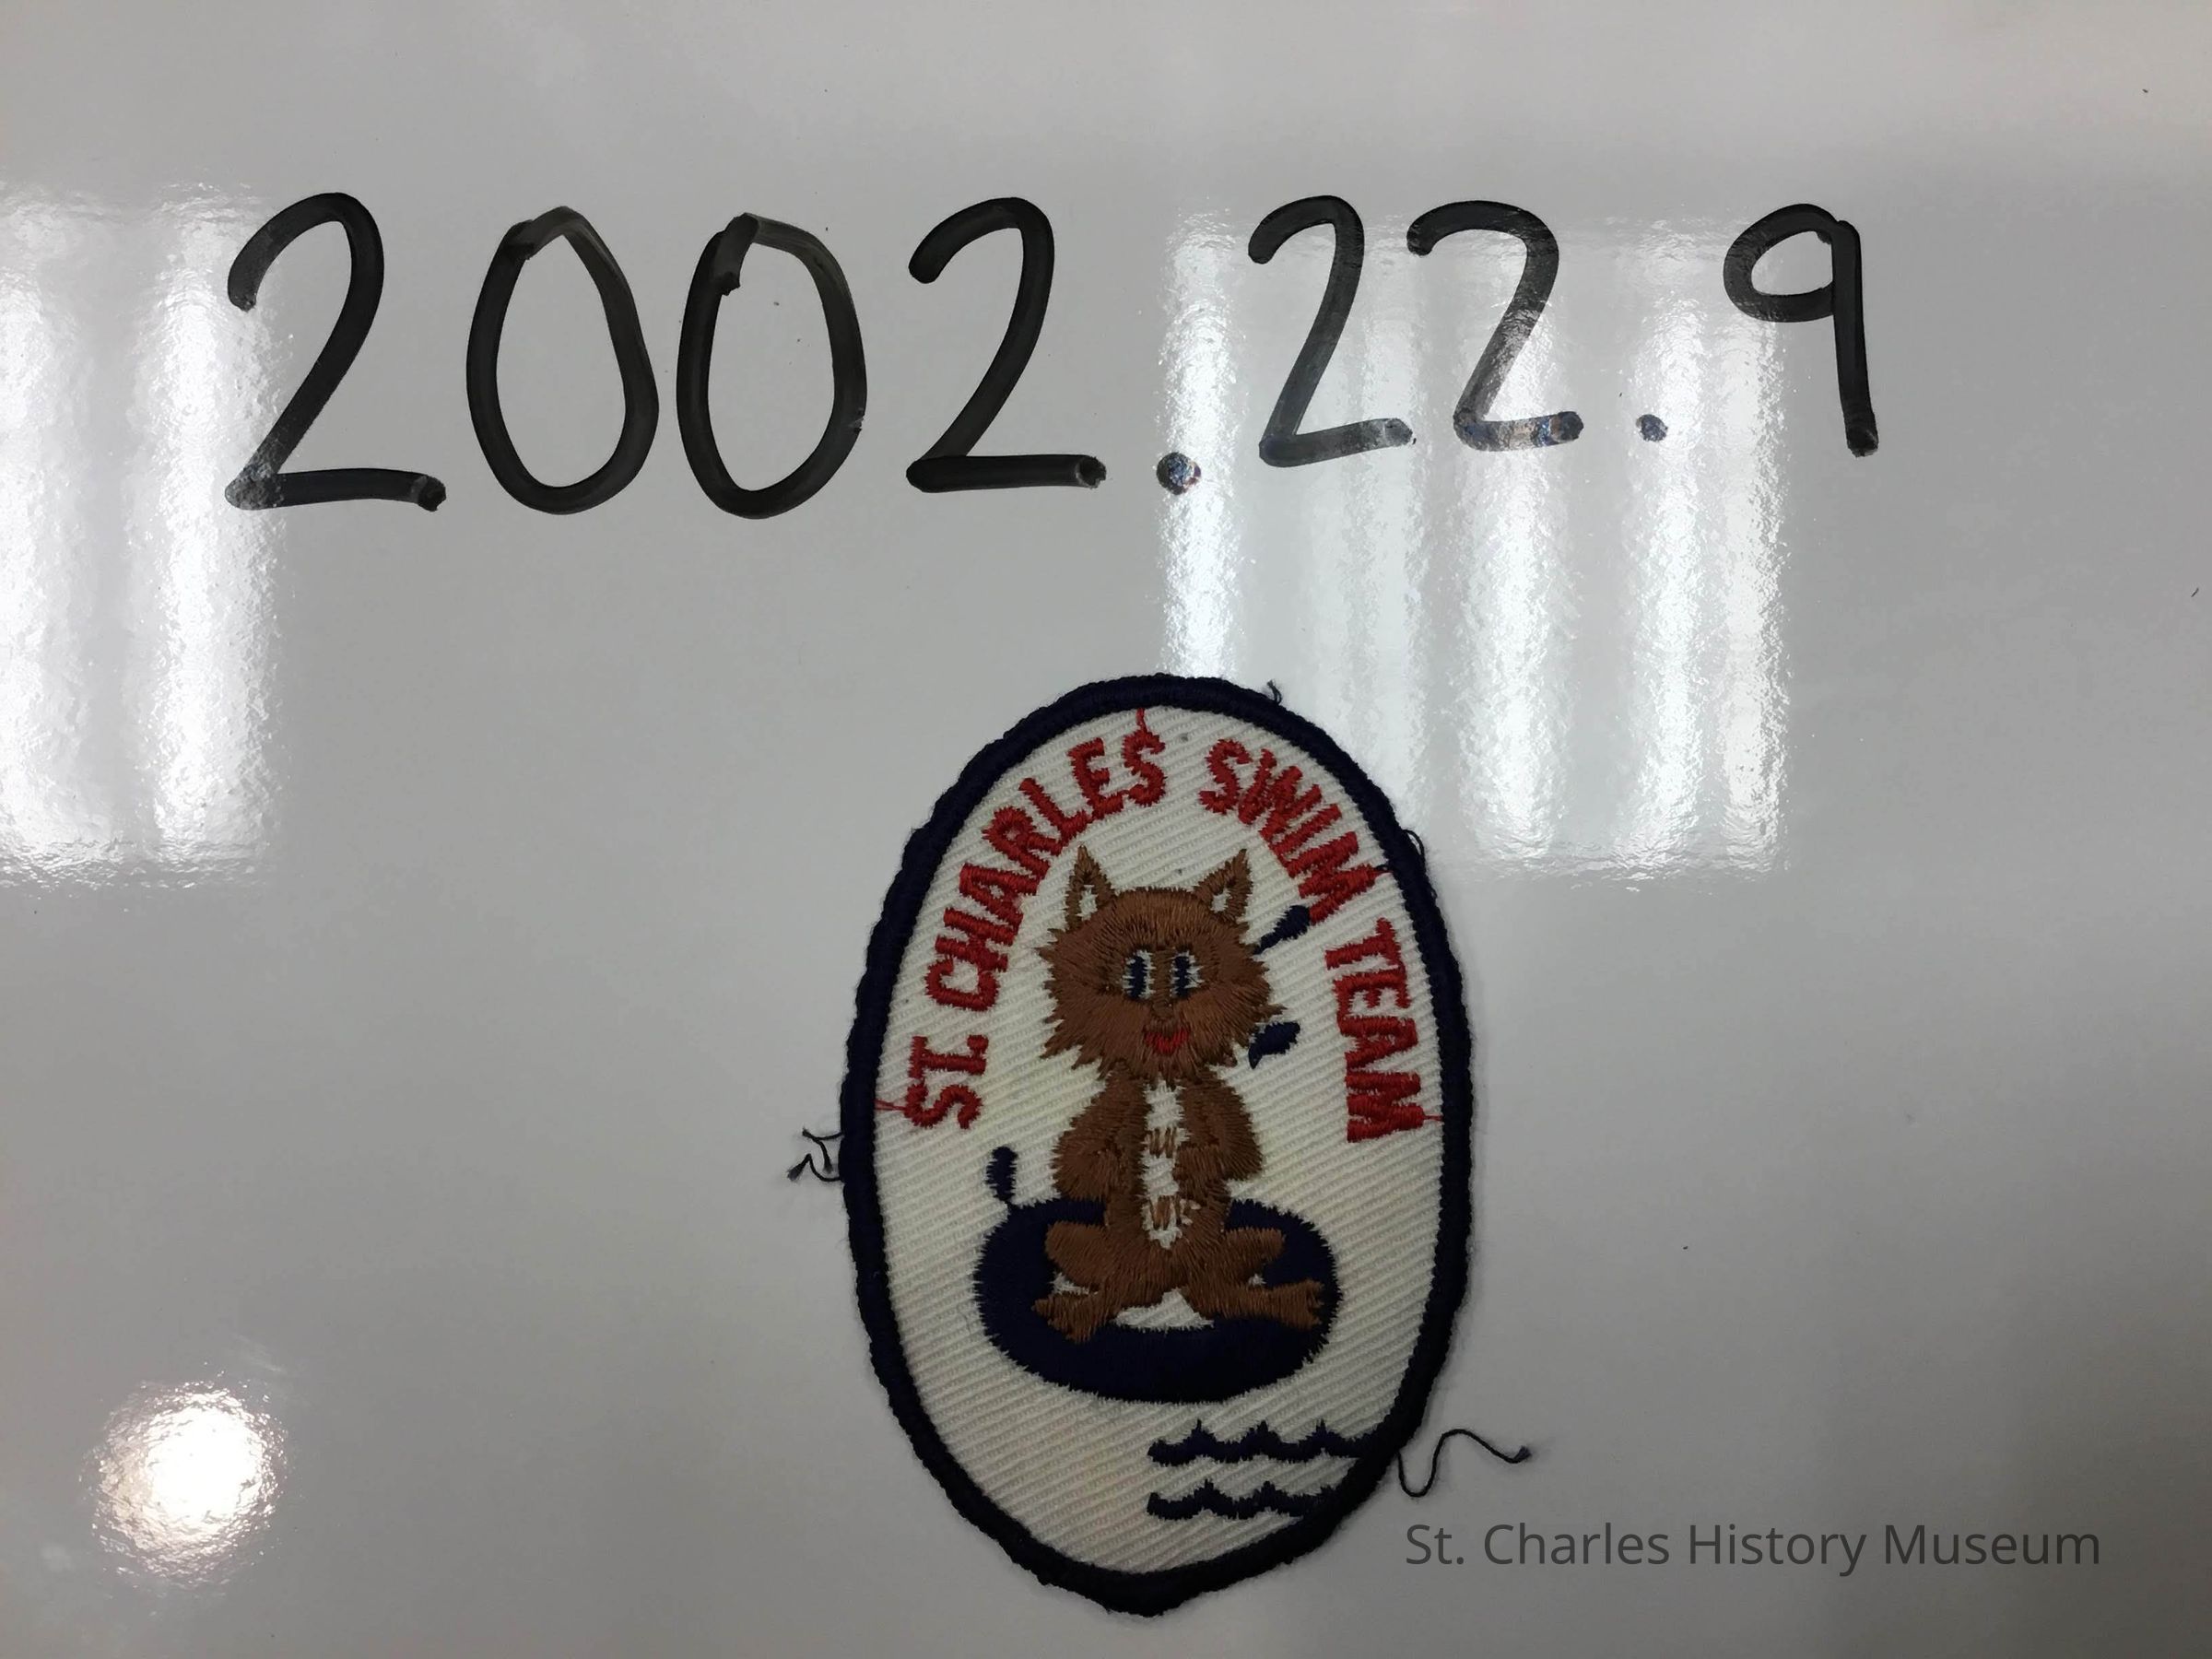 2002.22.9
ST. CHARLES SWIM TEAM
St. Charles History Museum